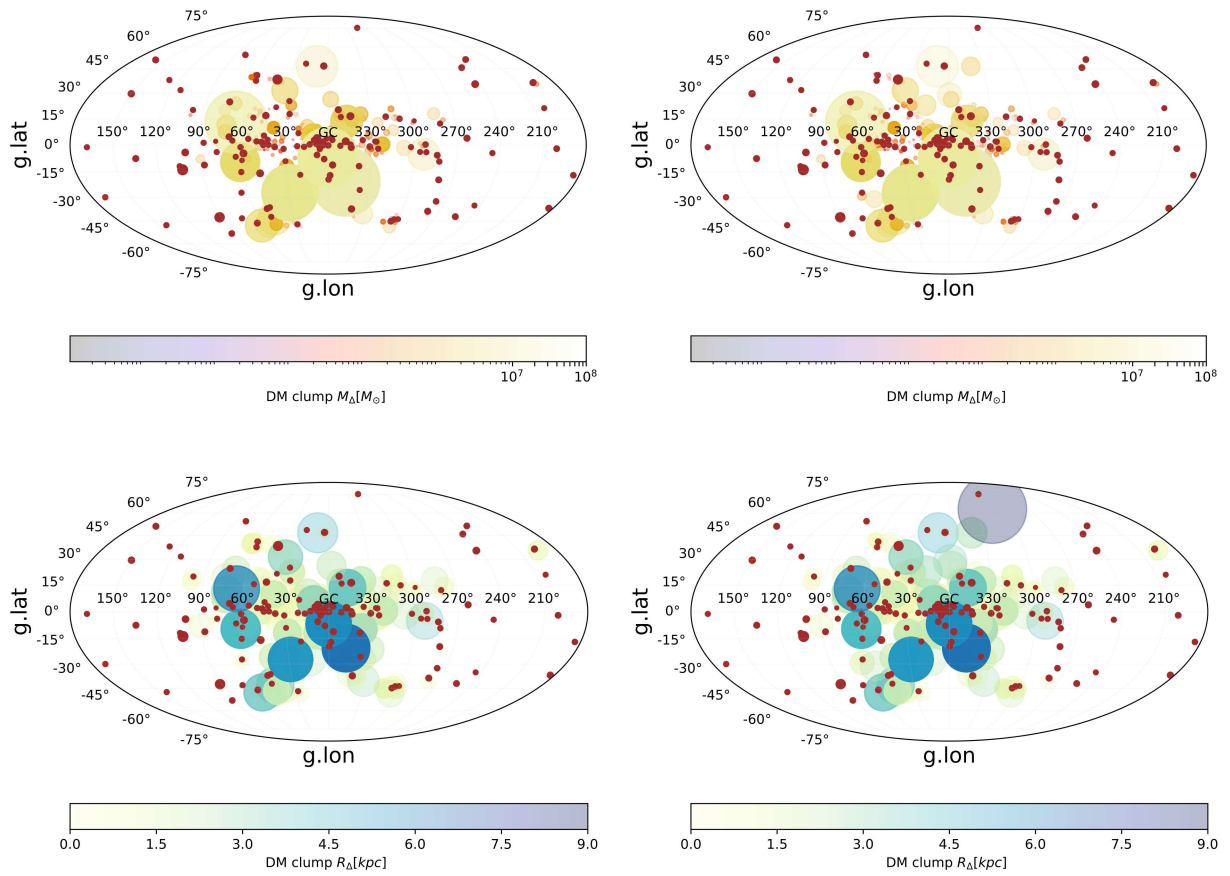 75° 75°
60° 60°
45° 45°
30° 30°
15° 15°
150° 120° 90° 60° 30° GC 330° 300° 270° 240° 210° 150° 120° 90° 60° 30° GC 330° 300° 270° 240° 210°
0° 0°
g.lat g.lat
-15° -15°
-30° -30°
-45° -45°
-60° -60°
-75° -75°
g.lon g.lon
10⁷ 10⁸ 10⁷ 10⁸
DM clump M_Δ[M_⊙] DM clump M_Δ[M_⊙]
75° 75°
60° 60°
45° 45°
30° 30°
15° 15°
150° 120° 90° 60° 30° GC 330° 300° 270° 240° 210° 150° 120° 90° 60° 30° GC 330° 300° 270° 240° 210°
0° 0°
g.lat g.lat
-15° -15°
-30° -30°
-45° -45°
-60° -60°
-75° -75°
g.lon g.lon
0.0 1.5 3.0 4.5 6.0 7.5 9.0 0.0 1.5 3.0 4.5 6.0 7.5 9.0
DM clump R_Δ[kpc] DM clump R_Δ[kpc]